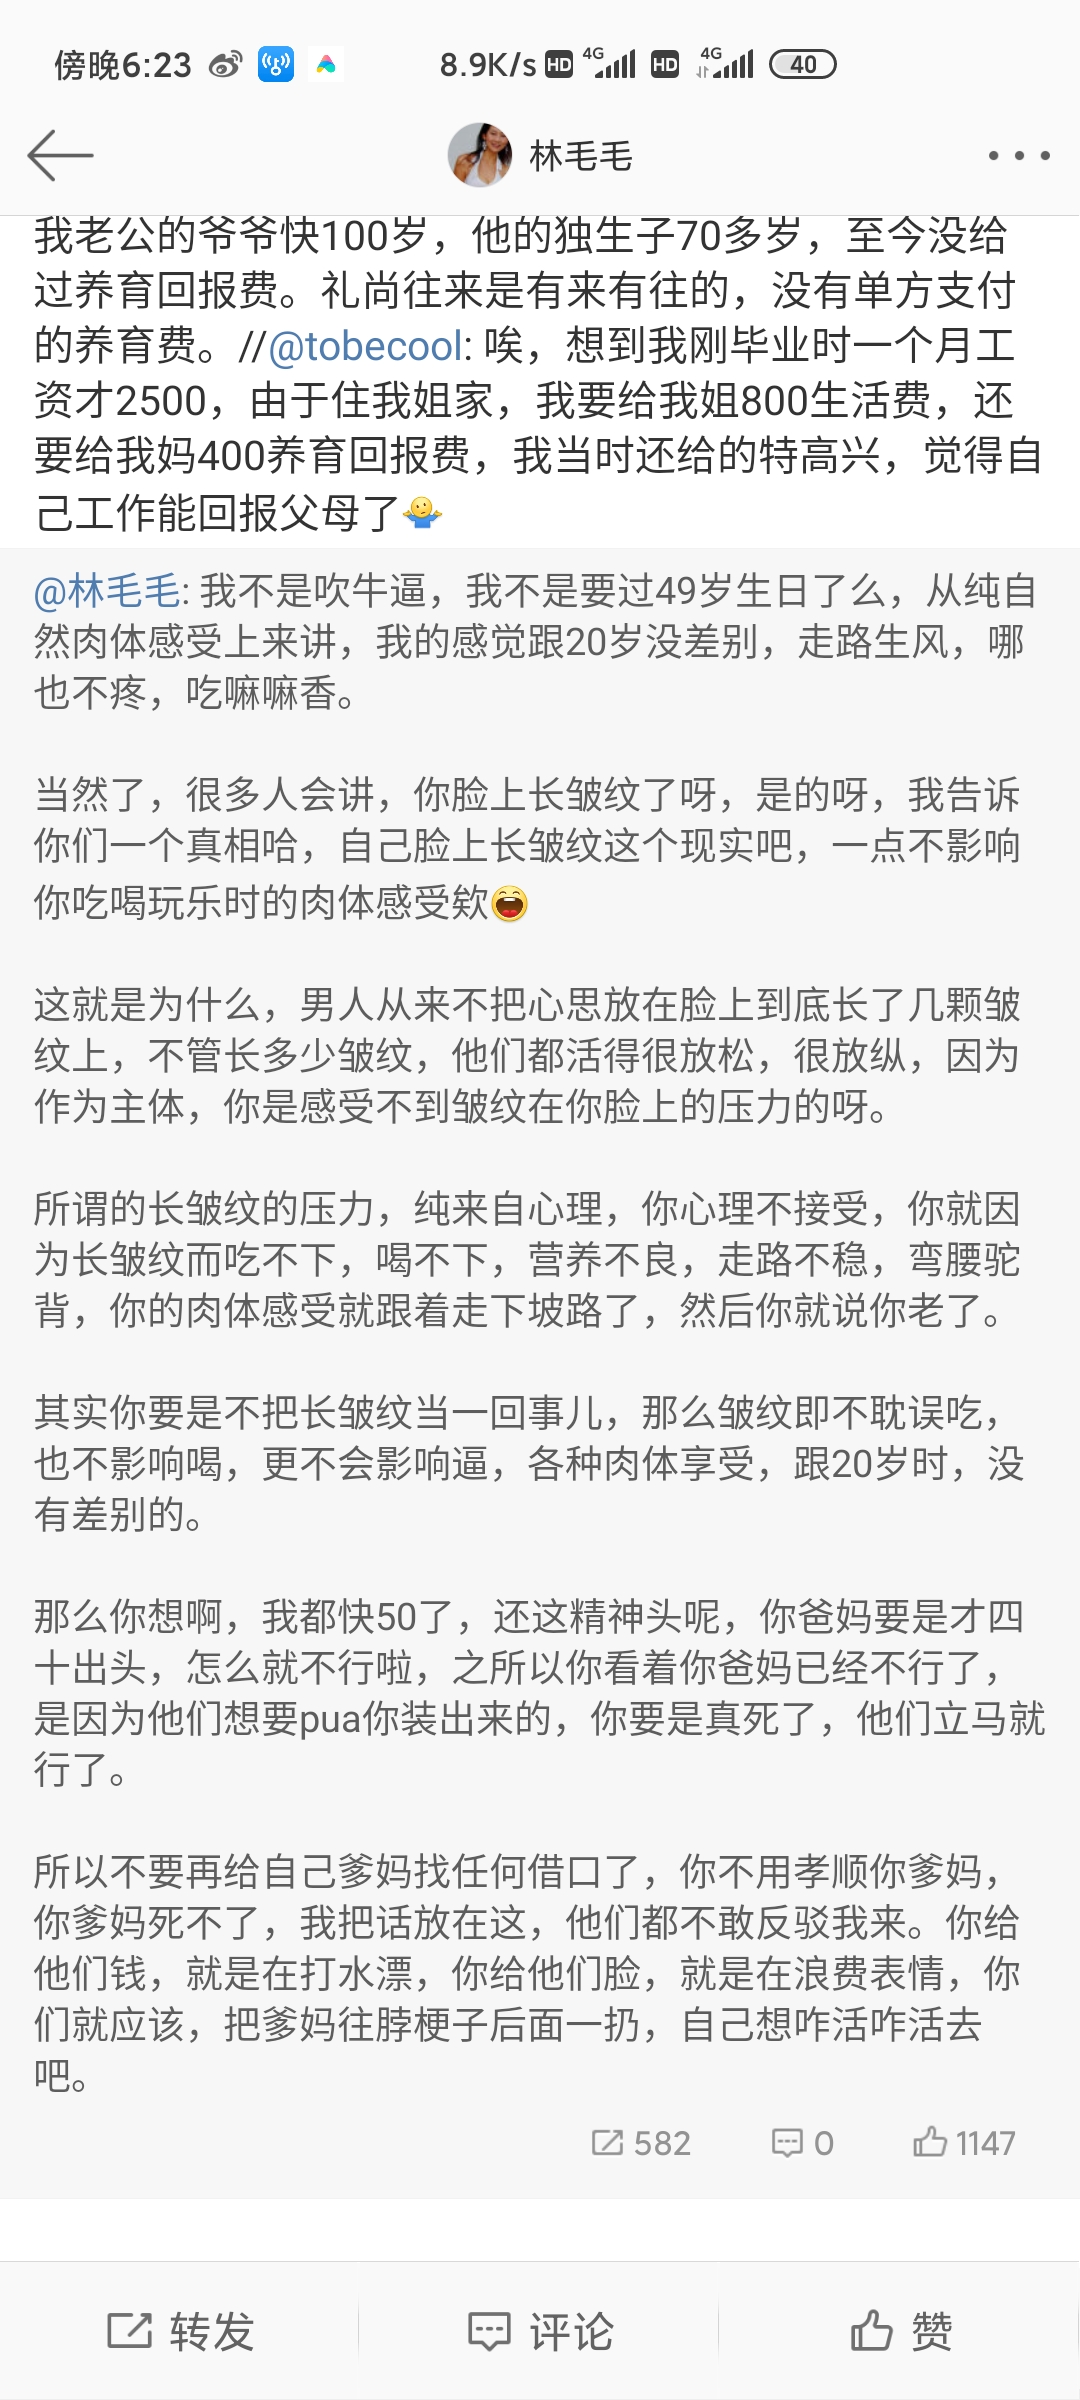 傍晚6:23
8.9K/s HD 4G HD 4G 40
林毛毛
我老公的爷爷快100岁，他的独生子70多岁，至今没给
过养育回报费。礼尚往来是有来有往的，没有单方支付
的养育费。//@tobecool: 唉，想到我刚毕业时一个月工
资才2500，由于住我姐家，我要给我姐800生活费，还
要给我妈400养育回报费，我当时还给的特高兴，觉得自
己工作能回报父母了🤷
@林毛毛: 我不是吹牛逼，我不是要过49岁生日了么，从纯自
然肉体感受上来讲，我的感觉跟20岁没差别，走路生风，哪
也不疼，吃嘛嘛香。
当然了，很多人会讲，你脸上长皱纹了呀，是的呀，我告诉
你们一个真相哈，自己脸上长皱纹这个现实吧，一点不影响
你吃喝玩乐时的肉体感受欸😄
这就是为什么，男人从来不把心思放在脸上到底长了几颗皱
纹上，不管长多少皱纹，他们都活得很放松，很放纵，因为
作为主体，你是感受不到皱纹在你脸上的压力的呀。
所谓的长皱纹的压力，纯来自心理，你心理不接受，你就因
为长皱纹而吃不下，喝不下，营养不良，走路不稳，弯腰驼
背，你的肉体感受就跟着走下坡路了，然后你就说你老了。
其实你要是不把长皱纹当一回事儿，那么皱纹即不耽误吃，
也不影响喝，更不会影响逼，各种肉体享受，跟20岁时，没
有差别的。
那么你想啊，我都快50了，还这精神头呢，你爸妈要是才四
十出头，怎么就不行啦，之所以你看着你爸妈已经不行了，
是因为他们想要pua你装出来的，你要是真死了，他们立马就
行了。
所以不要再给自己爹妈找任何借口了，你不用孝顺你爹妈，
你爹妈死不了，我把话放在这，他们都不敢反驳我来。你给
他们钱，就是在打水漂，你给他们脸，就是在浪费表情，你
们就应该，把爹妈往脖梗子后面一扔，自己想咋活咋活去
吧。
582 0 1147
转发 评论 赞